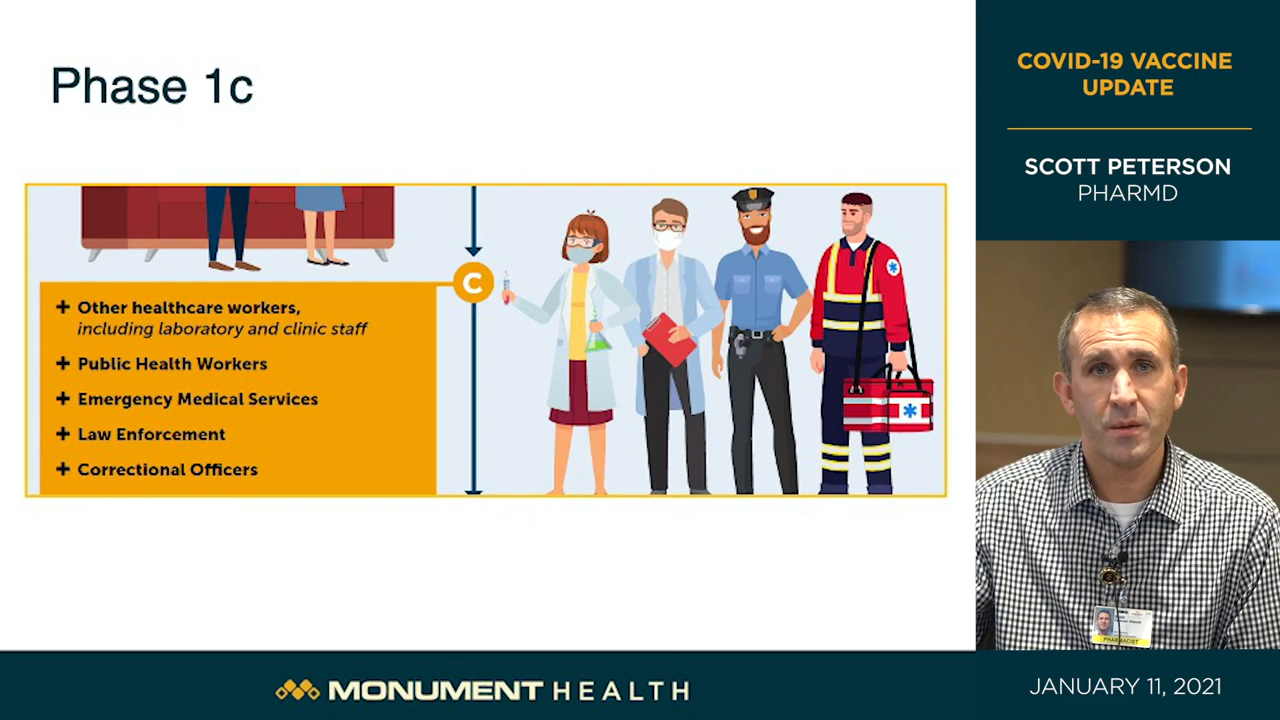 Phase 1c
C
+ Other healthcare workers,
including laboratory and clinic staff
+ Public Health Workers
+ Emergency Medical Services
+ Law Enforcement
+ Correctional Officers
COVID-19 VACCINE
UPDATE
SCOTT PETERSON
PHARMD
PHARMACIST
MONUMENT HEALTH
JANUARY 11, 2021